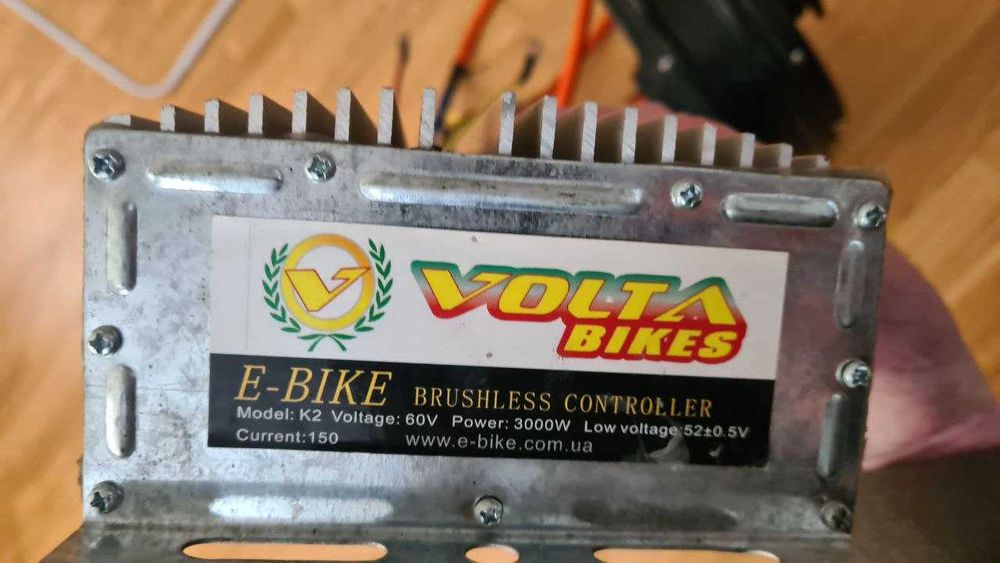 V
VOLTA
BIKES
E-BIKE BRUSHLESS CONTROLLER
Model: K2 Voltage: 60V Power: 3000W Low voltage:52±0.5V
Current:150 www.e-bike.com.ua